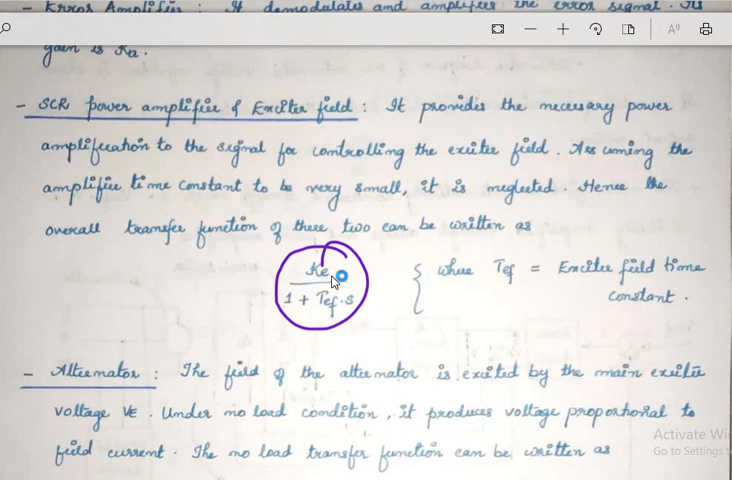 - Error Amplifier : It demodulates and amplifies the error signal. Its
gain is Ka.
- SCR power amplifier & Exciter field : It provides the necessary power
amplification to the signal for controlling the exciter field. Assuming the
amplifier time constant to be very small, it is neglected. Hence the
overall transfer function of these two can be written as
Ke
1 + Tef.s
{ where Tef = Exciter field time
constant.
- Alternator : The field of the alternator is excited by the main exciter
voltage VE. Under no load condition, it produces voltage proportional to
field current. The no load transfer function can be written as
Activate Wi
Go to Settings